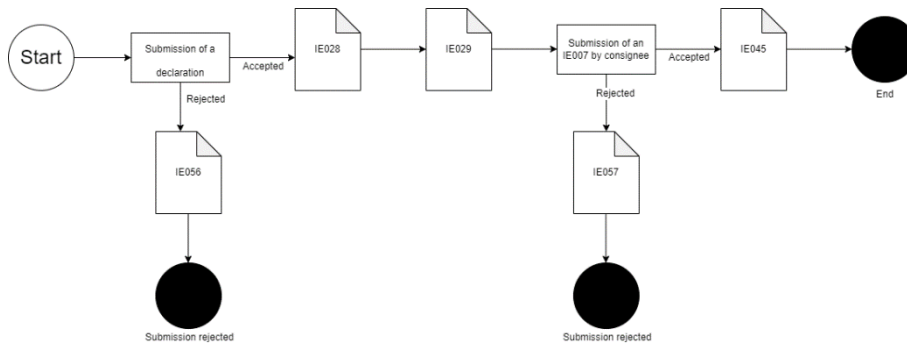 Start
Submission of a
declaration
Accepted
IE028
IE029
Submission of an
IE007 by consignee
Accepted
IE045
End
Rejected
IE056
Submission rejected
Rejected
IE057
Submission rejected